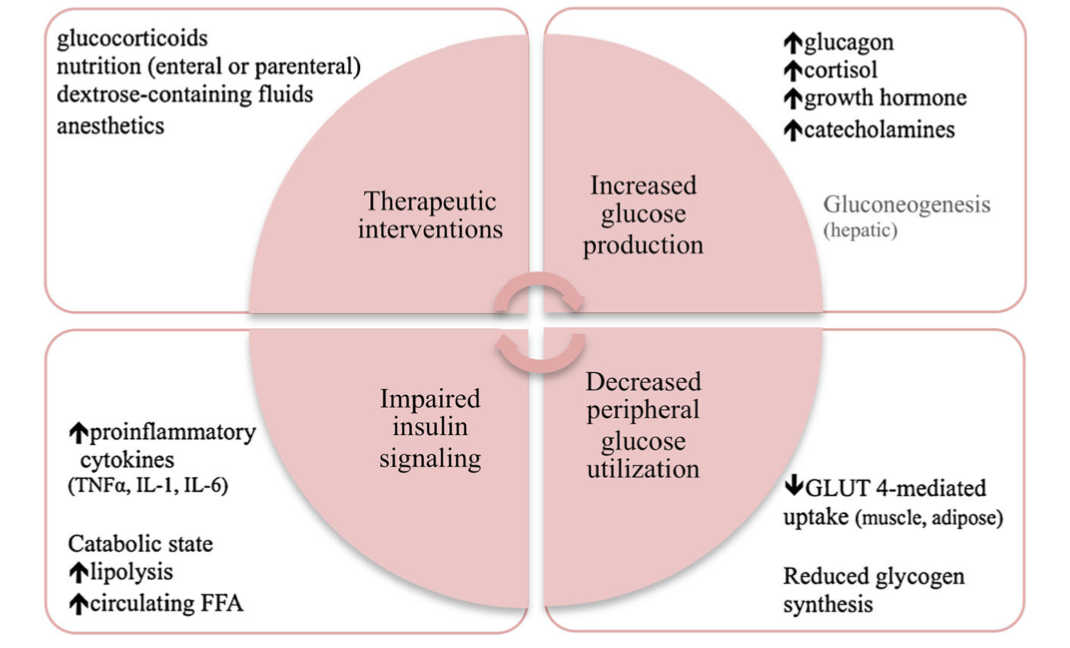 glucocorticoids
nutrition (enteral or parenteral)
dextrose-containing fluids
anesthetics
Therapeutic
interventions
↑glucagon
↑cortisol
↑growth hormone
↑catecholamines
Gluconeogenesis
(hepatic)
Increased
glucose
production
Impaired
insulin
signaling
↑proinflammatory
cytokines
(TNFα, IL-1, IL-6)
Catabolic state
↑lipolysis
↑circulating FFA
Decreased
peripheral
glucose
utilization
↓GLUT 4-mediated
uptake (muscle, adipose)
Reduced glycogen
synthesis